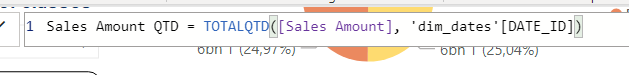 1 Sales Amount QTD = TOTALQTD([Sales Amount], 'dim_dates'[DATE_ID])
6bn T (24,97%)
6bn T (25,04%)